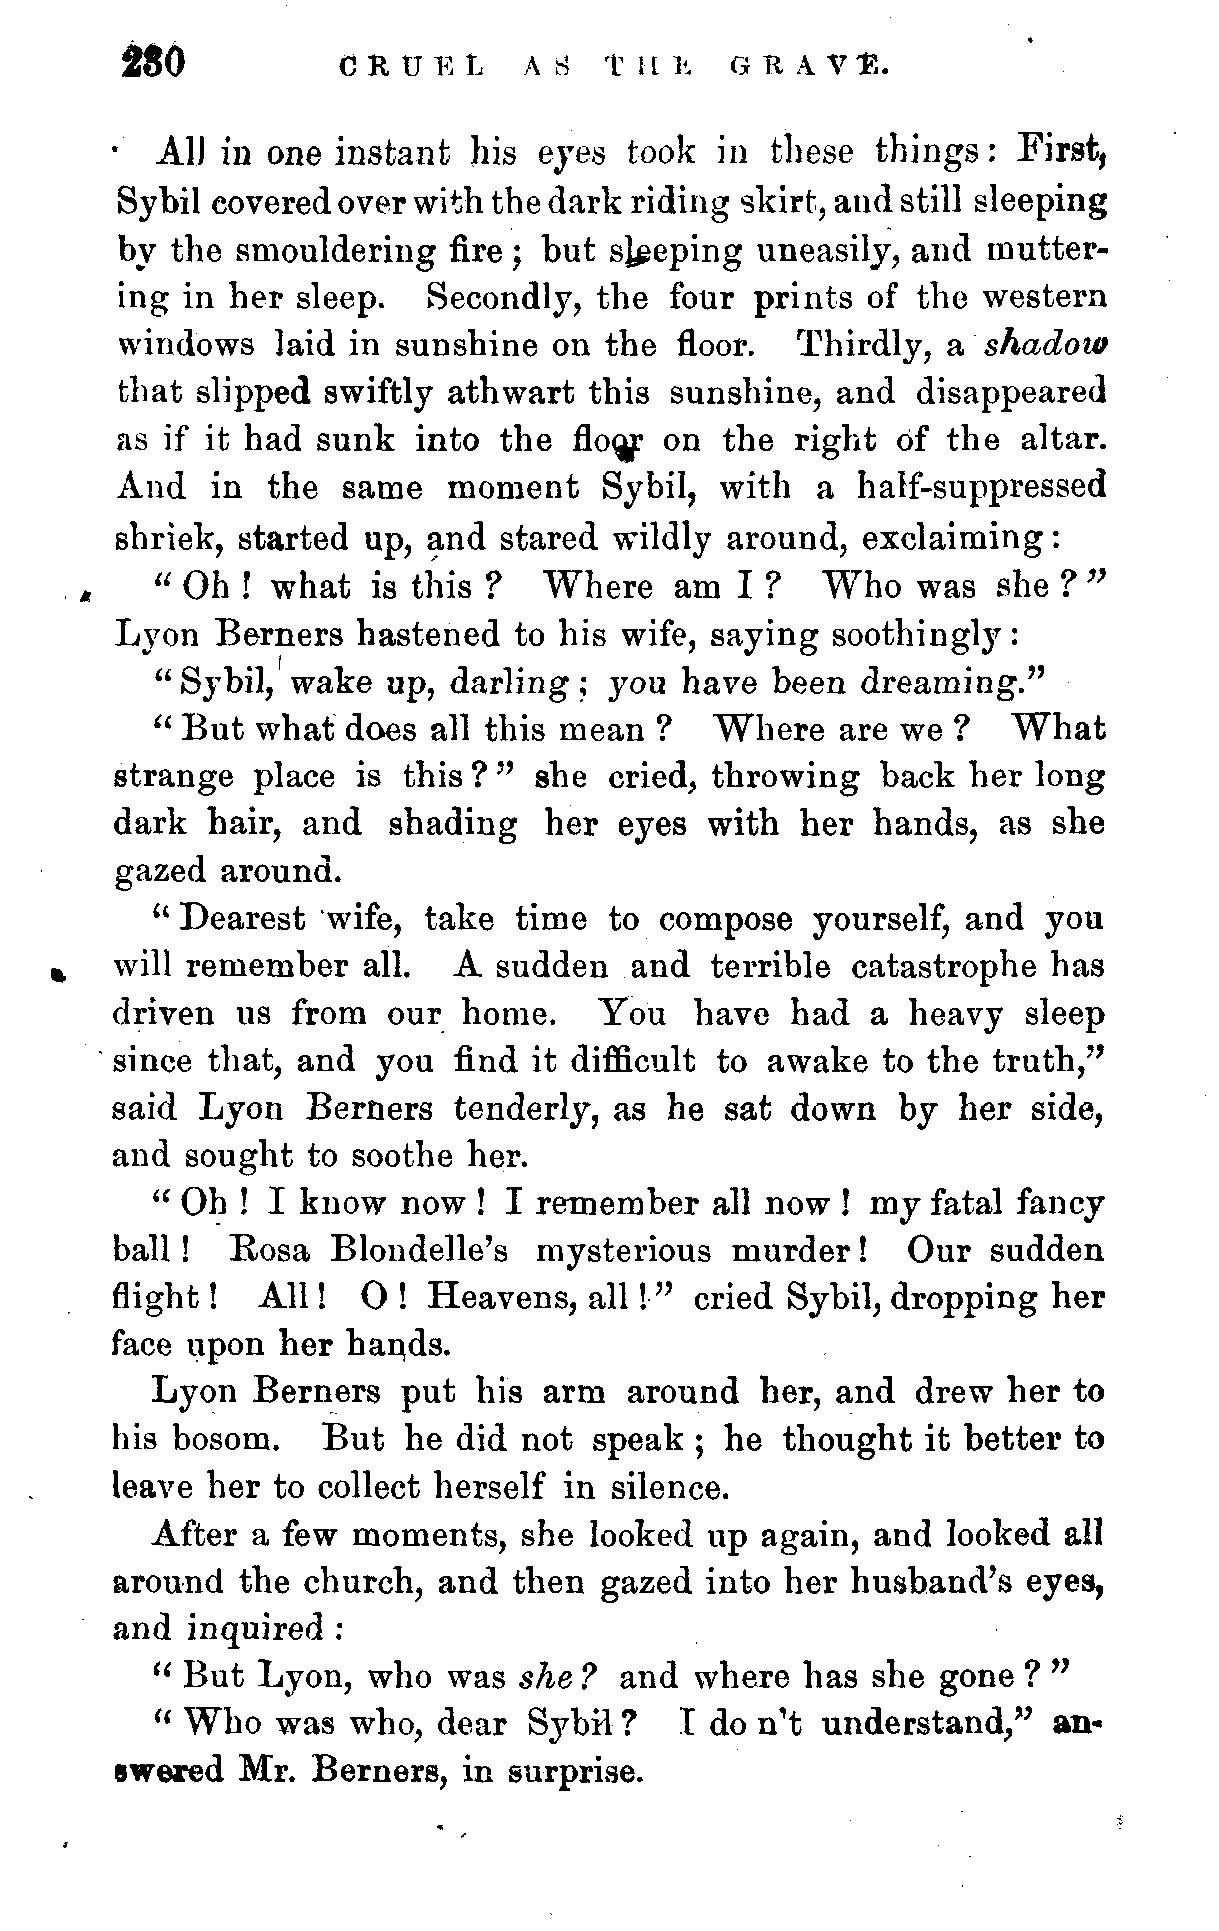 230 CRUEL AS THE GRAVE.
All in one instant his eyes took in these things: First,
Sybil covered over with the dark riding skirt, and still sleeping
by the smouldering fire; but sleeping uneasily, and mutter-
ing in her sleep. Secondly, the four prints of the western
windows laid in sunshine on the floor. Thirdly, a shadow
that slipped swiftly athwart this sunshine, and disappeared
as if it had sunk into the floor on the right of the altar.
And in the same moment Sybil, with a half-suppressed
shriek, started up, and stared wildly around, exclaiming:
"Oh! what is this? Where am I? Who was she?"
Lyon Berners hastened to his wife, saying soothingly:
"Sybil, wake up, darling; you have been dreaming."
"But what does all this mean? Where are we? What
strange place is this?" she cried, throwing back her long
dark hair, and shading her eyes with her hands, as she
gazed around.
"Dearest wife, take time to compose yourself, and you
will remember all. A sudden and terrible catastrophe has
driven us from our home. You have had a heavy sleep
since that, and you find it difficult to awake to the truth,"
said Lyon Berners tenderly, as he sat down by her side,
and sought to soothe her.
"Oh! I know now! I remember all now! my fatal fancy
ball! Rosa Blondelle's mysterious murder! Our sudden
flight! All! O! Heavens, all!" cried Sybil, dropping her
face upon her hands.
Lyon Berners put his arm around her, and drew her to
his bosom. But he did not speak; he thought it better to
leave her to collect herself in silence.
After a few moments, she looked up again, and looked all
around the church, and then gazed into her husband's eyes,
and inquired:
"But Lyon, who was she? and where has she gone?"
"Who was who, dear Sybil? I do n't understand," an-
swered Mr. Berners, in surprise.